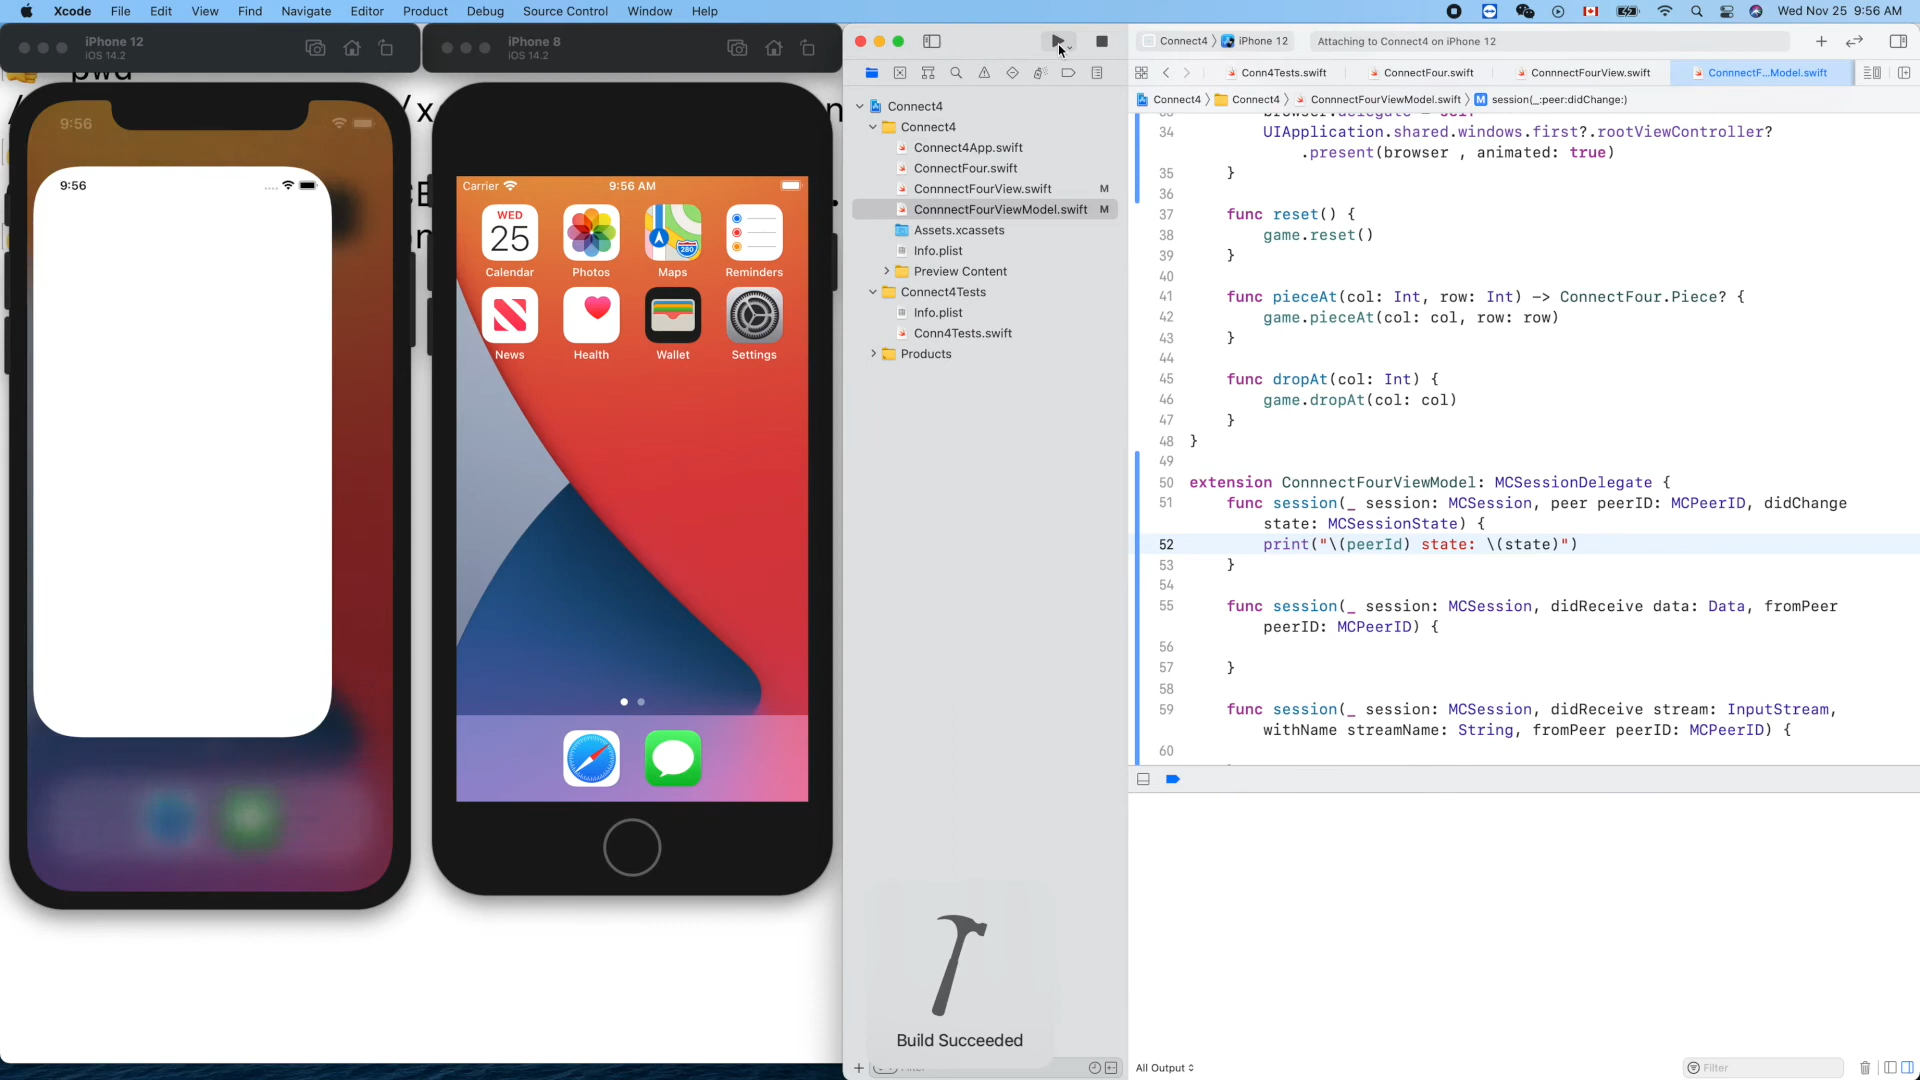 Xcode File Edit View Find Navigate Editor Product Debug Source Control Window Help
Wed Nov 25 9:56 AM
iPhone 12
iOS 14.2
iPhone 8
iOS 14.2
pwd
9:56
9:56
Carrier
9:56 AM
WED
25
Calendar
Photos
280
Maps
Reminders
News
Health
Wallet
Settings
Connect4
Connect4
Connect4App.swift
ConnectFour.swift
ConnnectFourView.swift M
ConnnectFourViewModel.swift M
Assets.xcassets
Info.plist
Preview Content
Connect4Tests
Info.plist
Conn4Tests.swift
Products
Build Succeeded
Connect4 〉 iPhone 12
Attaching to Connect4 on iPhone 12
Conn4Tests.swift
ConnectFour.swift
ConnnectFourView.swift
ConnnectF...Model.swift
Connect4 〉 Connect4 〉 ConnnectFourViewModel.swift 〉 M session(_:peer:didChange:)
34 UIApplication.shared.windows.first?.rootViewController?
.present(browser , animated: true)
35 }
36
37 func reset() {
38 game.reset()
39 }
40
41 func pieceAt(col: Int, row: Int) -> ConnectFour.Piece? {
42 game.pieceAt(col: col, row: row)
43 }
44
45 func dropAt(col: Int) {
46 game.dropAt(col: col)
47 }
48 }
49
50 extension ConnnectFourViewModel: MCSessionDelegate {
51 func session(_ session: MCSession, peer peerID: MCPeerID, didChange
state: MCSessionState) {
52 print("\(peerId) state: \(state)")
53 }
54
55 func session(_ session: MCSession, didReceive data: Data, fromPeer
peerID: MCPeerID) {
56
57 }
58
59 func session(_ session: MCSession, didReceive stream: InputStream,
withName streamName: String, fromPeer peerID: MCPeerID) {
60
All Output
Filter